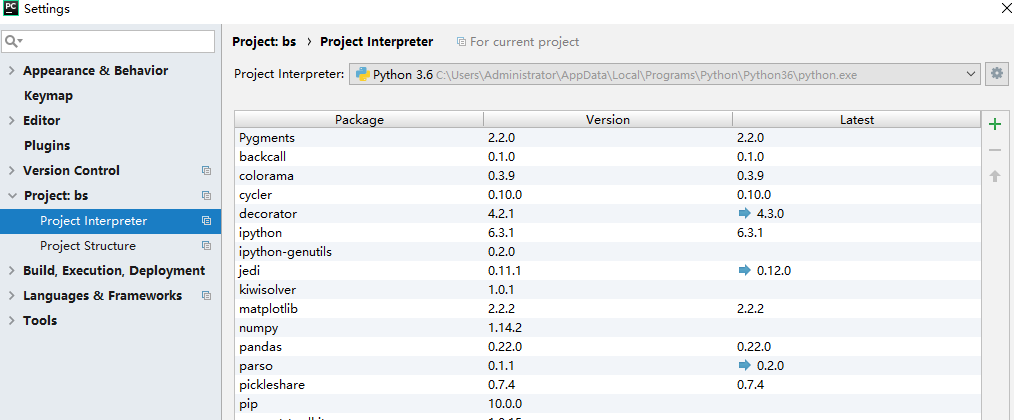 PC Settings
Project: bs › Project Interpreter For current project
Appearance & Behavior
Keymap
Editor
Plugins
Version Control
Project: bs
Project Interpreter
Project Structure
Build, Execution, Deployment
Languages & Frameworks
Tools
Project Interpreter: Python 3.6 C:\Users\Administrator\AppData\Local\Programs\Python\Python36\python.exe
Package Version Latest
Pygments 2.2.0 2.2.0
backcall 0.1.0 0.1.0
colorama 0.3.9 0.3.9
cycler 0.10.0 0.10.0
decorator 4.2.1 4.3.0
ipython 6.3.1 6.3.1
ipython-genutils 0.2.0
jedi 0.11.1 0.12.0
kiwisolver 1.0.1
matplotlib 2.2.2 2.2.2
numpy 1.14.2
pandas 0.22.0 0.22.0
parso 0.1.1 0.2.0
pickleshare 0.7.4 0.7.4
pip 10.0.0